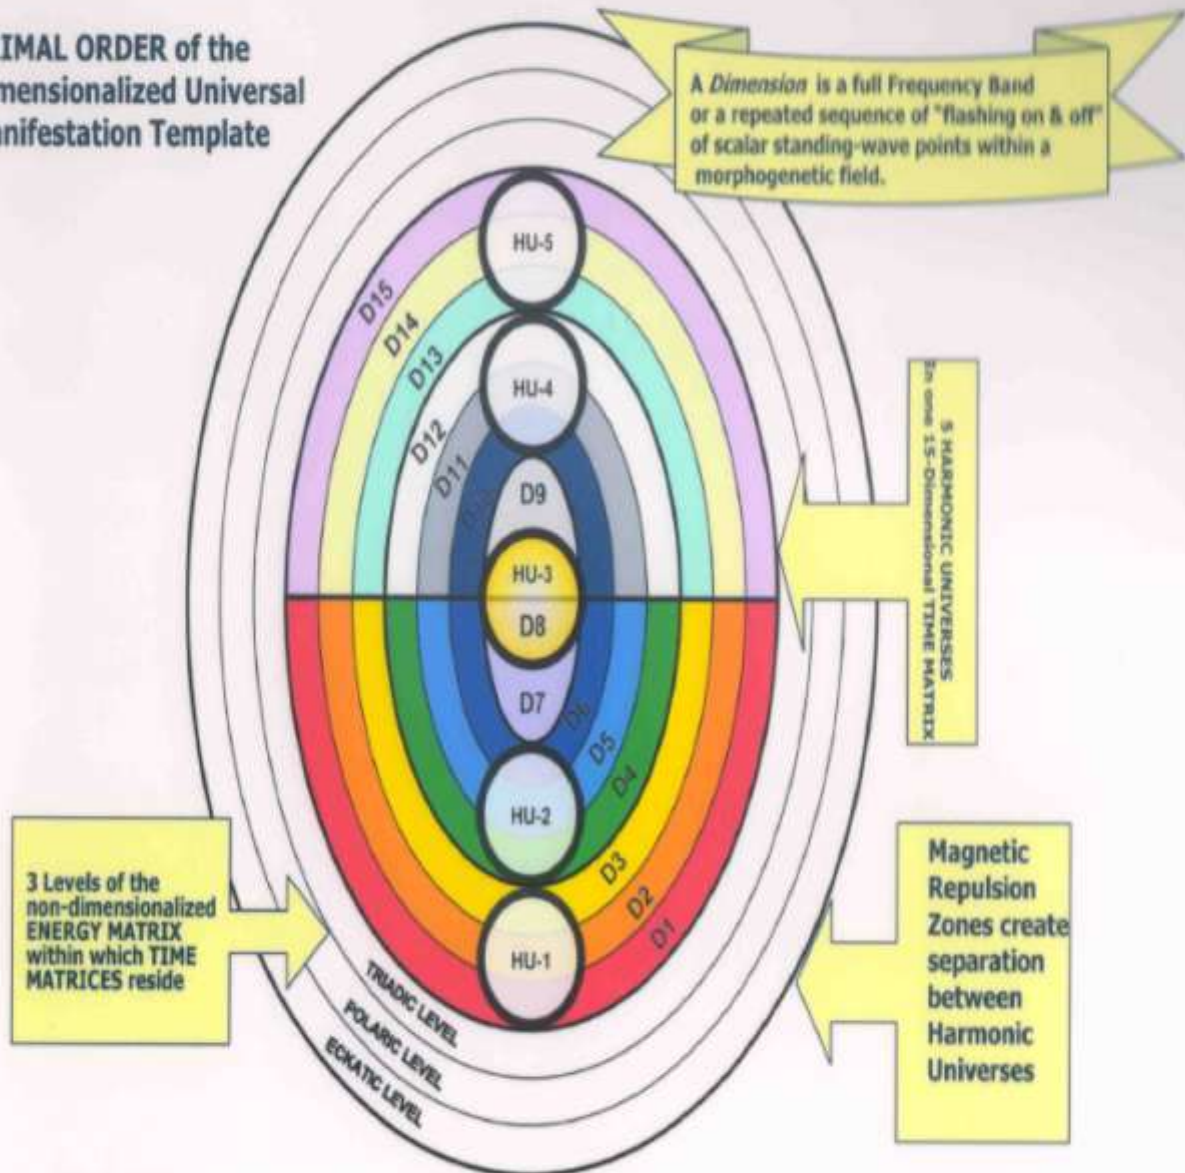 IMAL ORDER of the
mensionalized Universal
anifestation Template
A Dimension is a full Frequency Band
or a repeated sequence of "flashing on & off"
of scalar standing-wave points within a
morphogenetic field.
HU-5
D15
D14
D13
HU-4
D12
D11
D9
HU-3
D8
D7
D6
D5
D4
HU-2
D3
D2
D1
HU-1
5 HARMONIC UNIVERSES
In one 15-Dimensional TIME MATRIX
3 Levels of the
non-dimensionalized
ENERGY MATRIX
within which TIME
MATRICES reside
TRIADIC LEVEL
POLARIC LEVEL
ECKATIC LEVEL
Magnetic
Repulsion
Zones create
separation
between
Harmonic
Universes